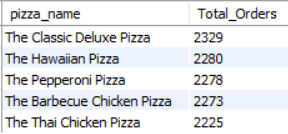 pizza_name Total_Orders
The Classic Deluxe Pizza 2329
The Hawaiian Pizza 2280
The Pepperoni Pizza 2278
The Barbecue Chicken Pizza 2273
The Thai Chicken Pizza 2225